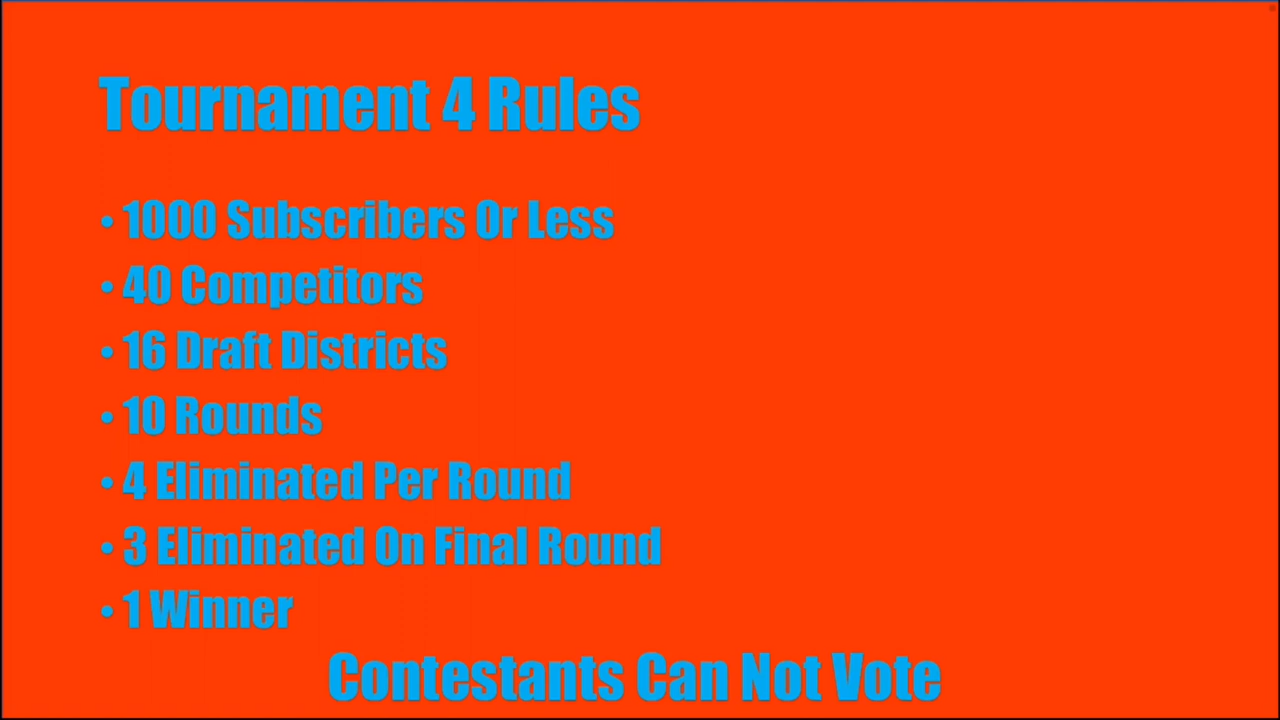 Tournament 4 Rules
• 1000 Subscribers Or Less
• 40 Competitors
• 16 Draft Districts
• 10 Rounds
• 4 Eliminated Per Round
• 3 Eliminated On Final Round
• 1 Winner
Contestants Can Not Vote